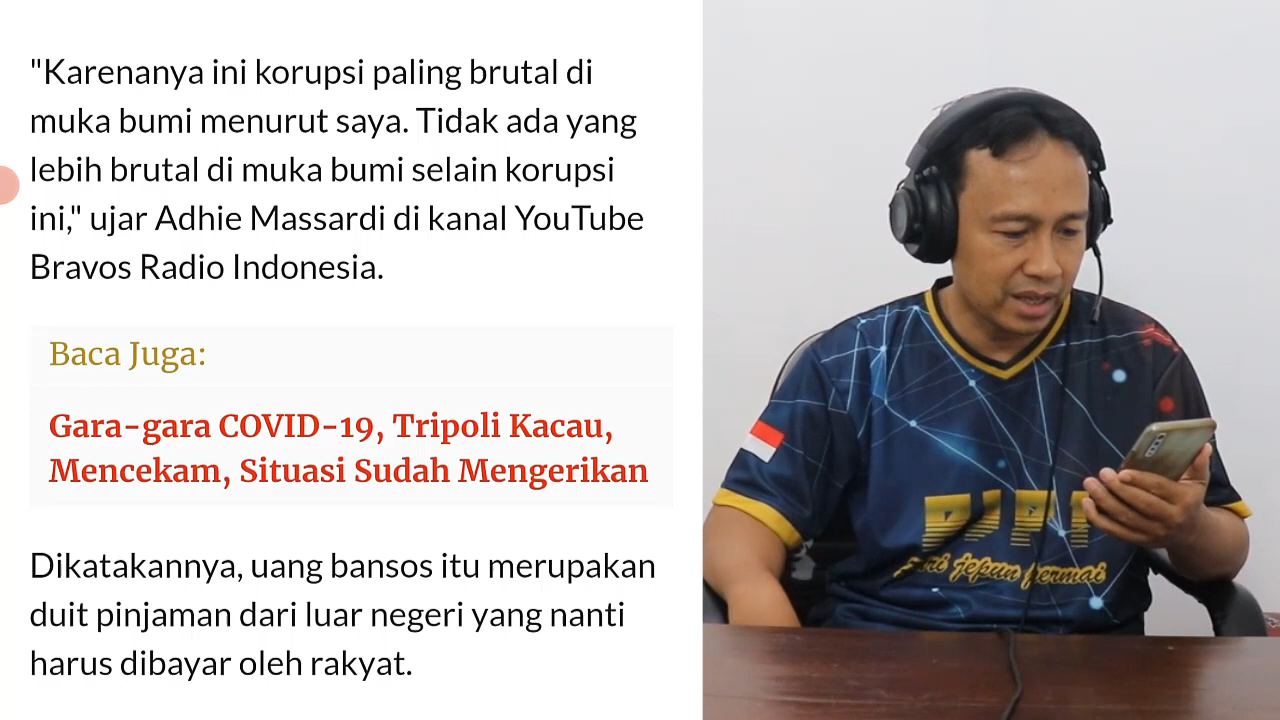 "Karenanya ini korupsi paling brutal di
muka bumi menurut saya. Tidak ada yang
lebih brutal di muka bumi selain korupsi
ini," ujar Adhie Massardi di kanal YouTube
Bravos Radio Indonesia.
Baca Juga:
Gara-gara COVID-19, Tripoli Kacau,
Mencekam, Situasi Sudah Mengerikan
Dikatakannya, uang bansos itu merupakan
duit pinjaman dari luar negeri yang nanti
harus dibayar oleh rakyat.
jepun permai